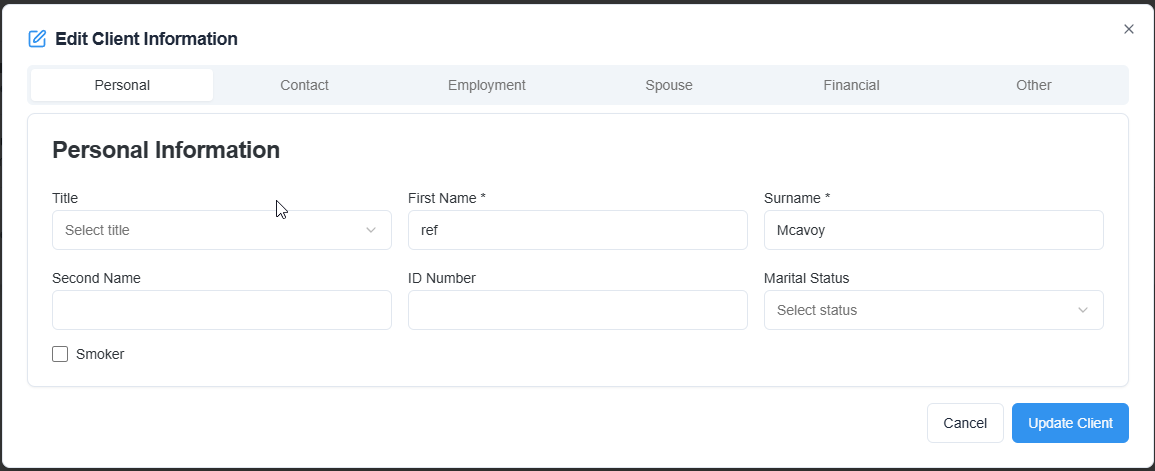 Edit Client Information
Personal Contact Employment Spouse Financial Other
Personal Information
Title First Name * Surname *
Select title ref Mcavoy
Second Name ID Number Marital Status
Select status
Smoker
Cancel Update Client